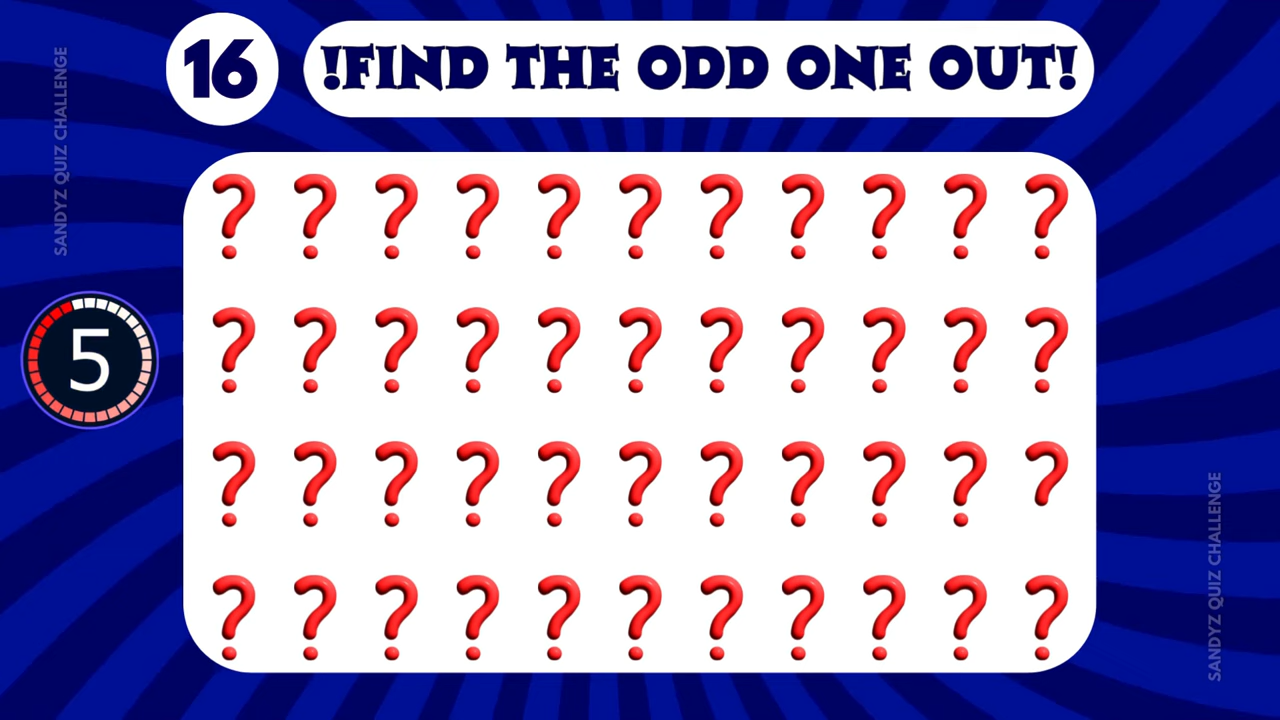 16
!FIND THE ODD ONE OUT!
SANDYZ QUIZ CHALLENGE
? ? ? ? ? ? ? ? ? ? ?
5
? ? ? ? ? ? ? ? ? ? ?
? ? ? ? ? ? ? ? ? ? 
? ? ? ? ? ? ? ? ? ? ?
SANDYZ QUIZ CHALLENGE